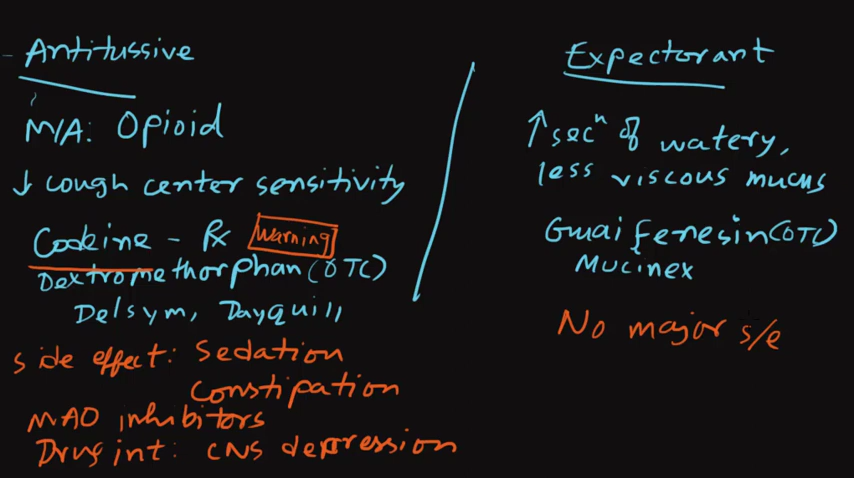 - Antitussive
M/A: Opioid
↓ cough center sensitivity
Codeine - Rx Warning
Dextromethorphan (OTC)
Delsym, Dayquill
side effect: Sedation
Constipation
MAO inhibitors
Drug int: CNS depression
Expectorant
↑ secⁿ of watery,
less viscous mucus
Guaifenesin (OTC)
Mucinex
No major s/e